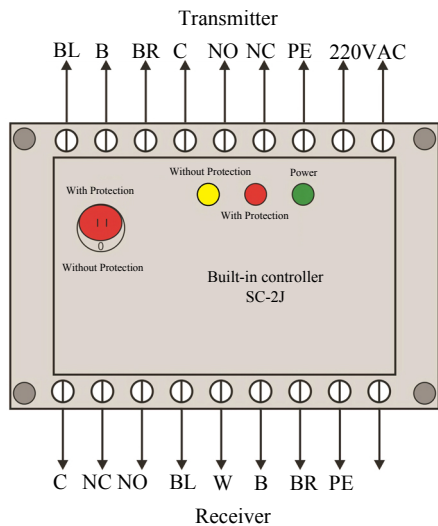 Transmitter
BL B BR C NO NC PE 220VAC
Without Protection Power
With Protection
With Protection
II
0
Without Protection
Built-in controller
SC-2J
C NC NO BL W B BR PE
Receiver